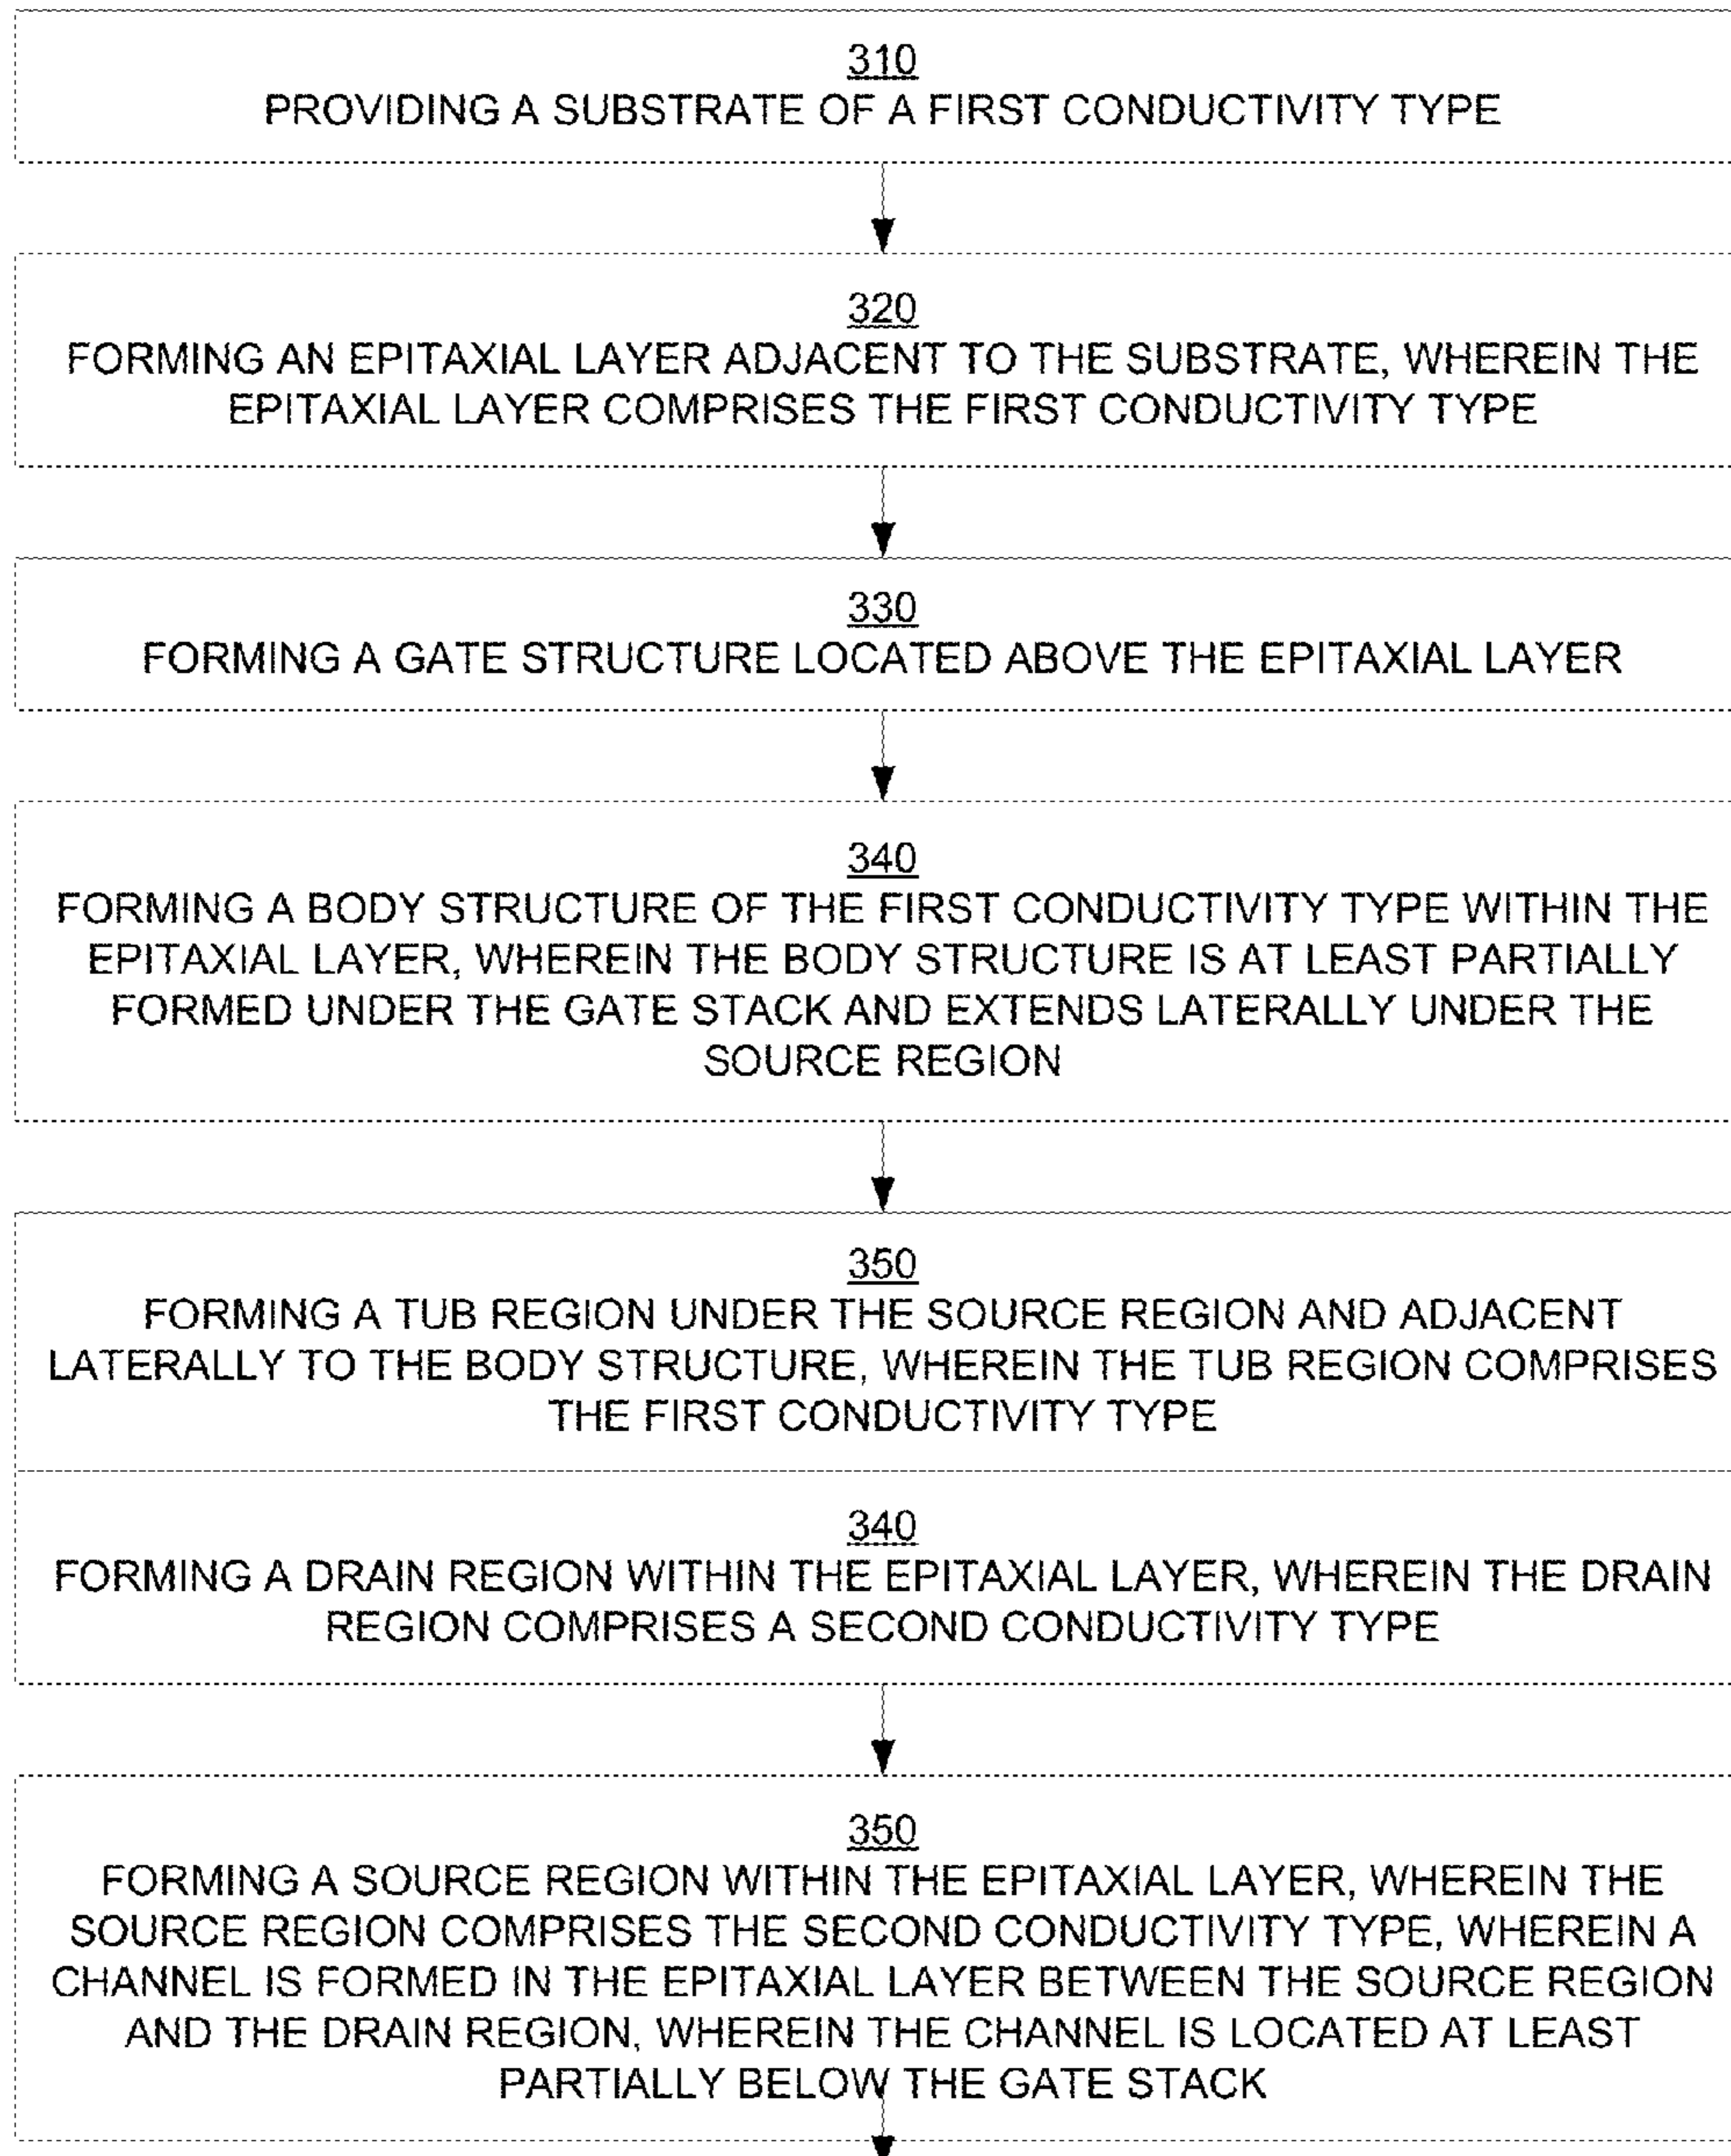 310
PROVIDING A SUBSTRATE OF A FIRST CONDUCTIVITY TYPE
320
FORMING AN EPITAXIAL LAYER ADJACENT TO THE SUBSTRATE, WHEREIN THE
EPITAXIAL LAYER COMPRISES THE FIRST CONDUCTIVITY TYPE
330
FORMING A GATE STRUCTURE LOCATED ABOVE THE EPITAXIAL LAYER
340
FORMING A BODY STRUCTURE OF THE FIRST CONDUCTIVITY TYPE WITHIN THE
EPITAXIAL LAYER, WHEREIN THE BODY STRUCTURE IS AT LEAST PARTIALLY
FORMED UNDER THE GATE STACK AND EXTENDS LATERALLY UNDER THE
SOURCE REGION
350
FORMING A TUB REGION UNDER THE SOURCE REGION AND ADJACENT
LATERALLY TO THE BODY STRUCTURE, WHEREIN THE TUB REGION COMPRISES
THE FIRST CONDUCTIVITY TYPE
340
FORMING A DRAIN REGION WITHIN THE EPITAXIAL LAYER, WHEREIN THE DRAIN
REGION COMPRISES A SECOND CONDUCTIVITY TYPE
350
FORMING A SOURCE REGION WITHIN THE EPITAXIAL LAYER, WHEREIN THE
SOURCE REGION COMPRISES THE SECOND CONDUCTIVITY TYPE, WHEREIN A
CHANNEL IS FORMED IN THE EPITAXIAL LAYER BETWEEN THE SOURCE REGION
AND THE DRAIN REGION, WHEREIN THE CHANNEL IS LOCATED AT LEAST
PARTIALLY BELOW THE GATE STACK